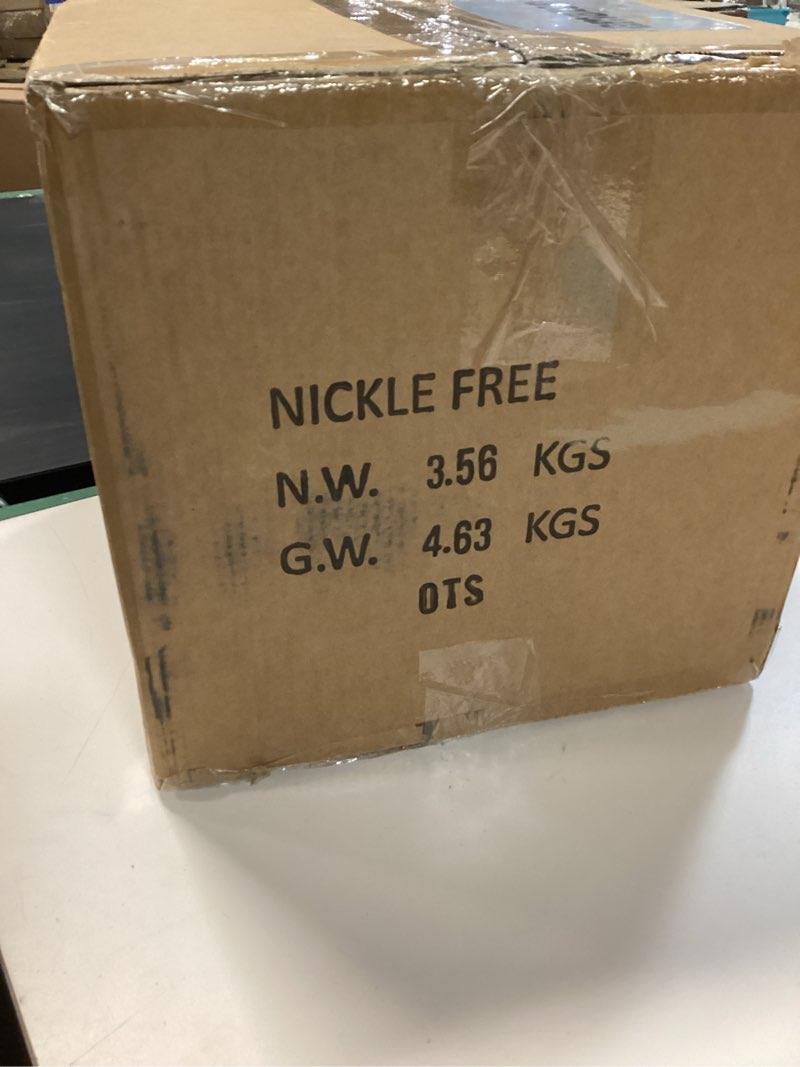 NICKLE FREE
N.W. 3.56 KGS
G.W. 4.63 KGS
OTS